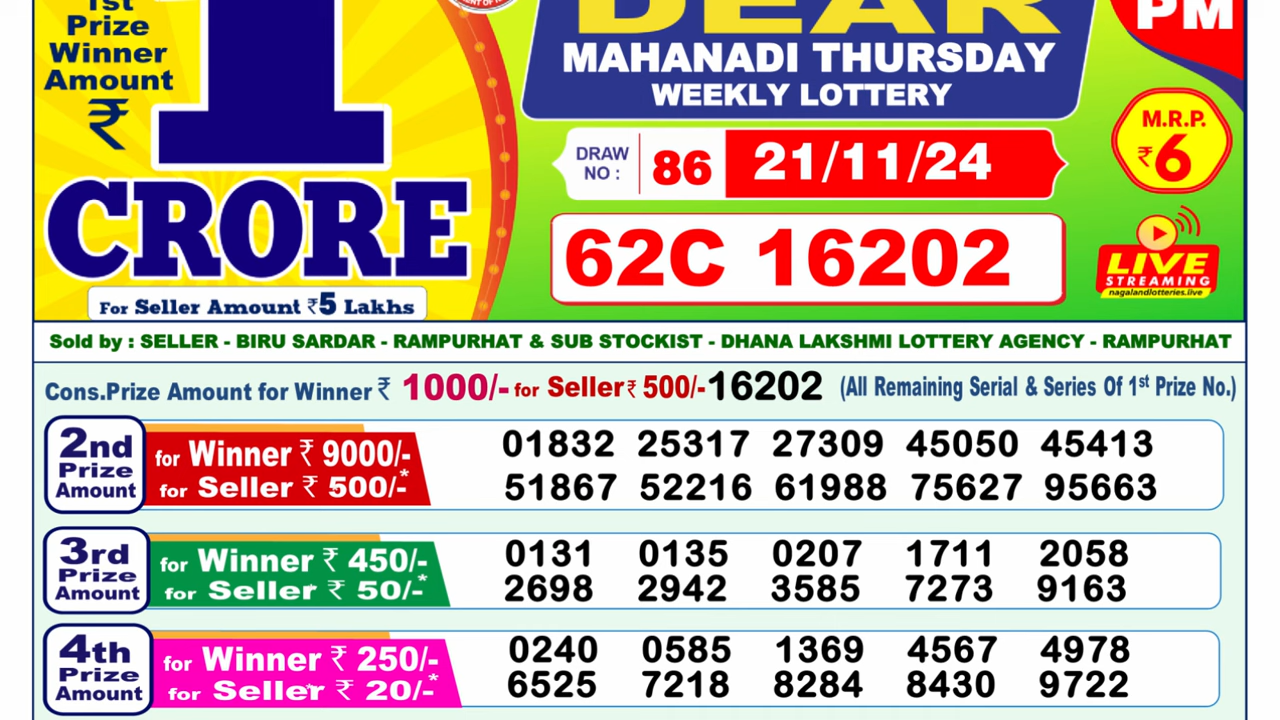 1st
Prize
Winner
Amount
₹
1
CRORE
For Seller Amount ₹5 Lakhs
DEAR
MAHANADI THURSDAY
WEEKLY LOTTERY
PM
DRAW
NO :
86
21/11/24
M.R.P.
₹6
62C 16202
LIVE
STREAMING
nagalandlotteries.live
Sold by : SELLER - BIRU SARDAR - RAMPURHAT & SUB STOCKIST - DHANA LAKSHMI LOTTERY AGENCY - RAMPURHAT
Cons.Prize Amount for Winner ₹ 1000/- for Seller ₹ 500/- 16202 (All Remaining Serial & Series Of 1st Prize No.)
2nd
Prize
Amount
for Winner ₹ 9000/-
for Seller ₹ 500/-*
01832 25317 27309 45050 45413
51867 52216 61988 75627 95663
3rd
Prize
Amount
for Winner ₹ 450/-
for Seller ₹ 50/-*
0131 0135 0207 1711 2058
2698 2942 3585 7273 9163
4th
Prize
Amount
for Winner ₹ 250/-
for Seller ₹ 20/-*
0240 0585 1369 4567 4978
6525 7218 8284 8430 9722